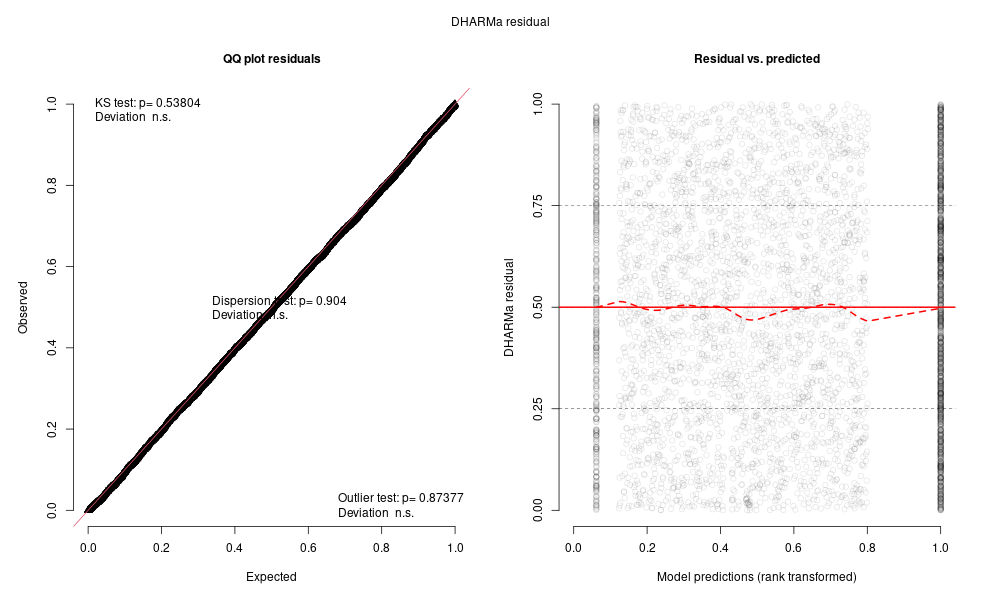 DHARMa residual
QQ plot residuals
KS test: p= 0.53804
Deviation n.s.
Dispersion test: p= 0.904
Deviation n.s.
Outlier test: p= 0.87377
Deviation n.s.
Observed
1.0
0.8
0.6
0.4
0.2
0.0
0.0 0.2 0.4 0.6 0.8 1.0
Expected
Residual vs. predicted
DHARMa residual
1.00
0.75
0.50
0.25
0.00
0.0 0.2 0.4 0.6 0.8 1.0
Model predictions (rank transformed)